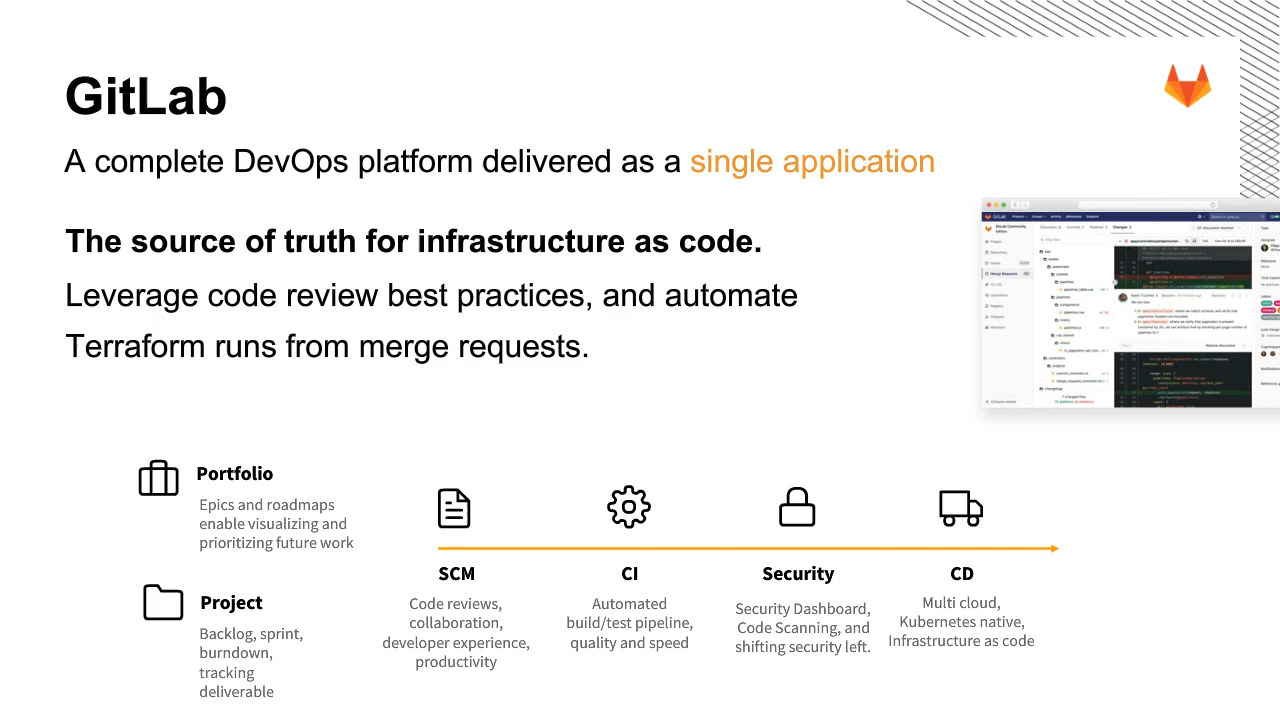 GitLab
A complete DevOps platform delivered as a single application
The source of truth for infrastructure as code.
Leverage code review best practices, and automate
Terraform runs from merge requests.
Portfolio
Epics and roadmaps
enable visualizing and
prioritizing future work
Project
Backlog, sprint,
burndown,
tracking
deliverable
SCM
Code reviews,
collaboration,
developer experience,
productivity
CI
Automated
build/test pipeline,
quality and speed
Security
Security Dashboard,
Code Scanning, and
shifting security left.
CD
Multi cloud,
Kubernetes native,
Infrastructure as code